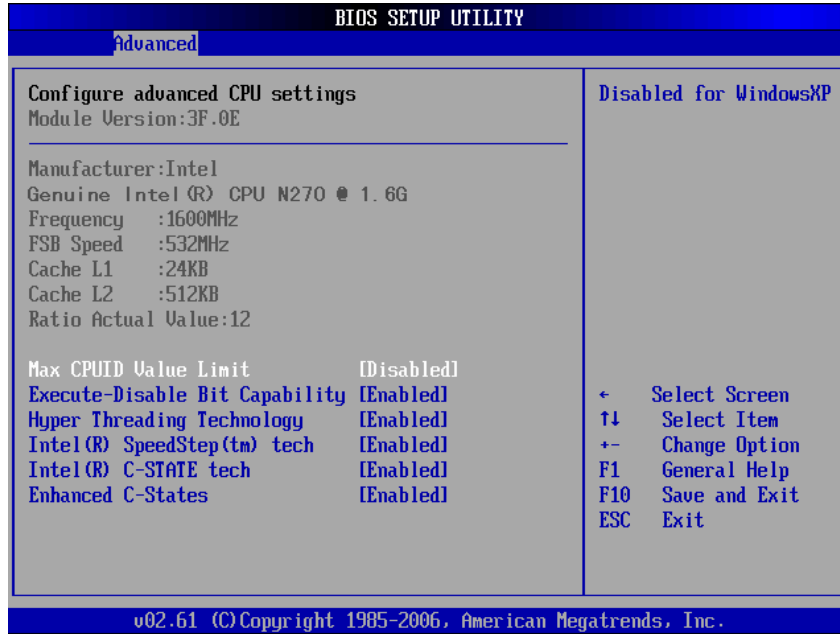 BIOS SETUP UTILITY
Advanced
Configure advanced CPU settings
Module Version:3F.0E
Manufacturer:Intel
Genuine Intel(R) CPU N270 @ 1.6G
Frequency :1600MHz
FSB Speed :532MHz
Cache L1 :24KB
Cache L2 :512KB
Ratio Actual Value:12
Max CPUID Value Limit [Disabled]
Execute-Disable Bit Capability [Enabled]
Hyper Threading Technology [Enabled]
Intel(R) SpeedStep(tm) tech [Enabled]
Intel(R) C-STATE tech [Enabled]
Enhanced C-States [Enabled]
Disabled for WindowsXP
← Select Screen
↑↓ Select Item
+- Change Option
F1 General Help
F10 Save and Exit
ESC Exit
v02.61 (C)Copyright 1985-2006, American Megatrends, Inc.